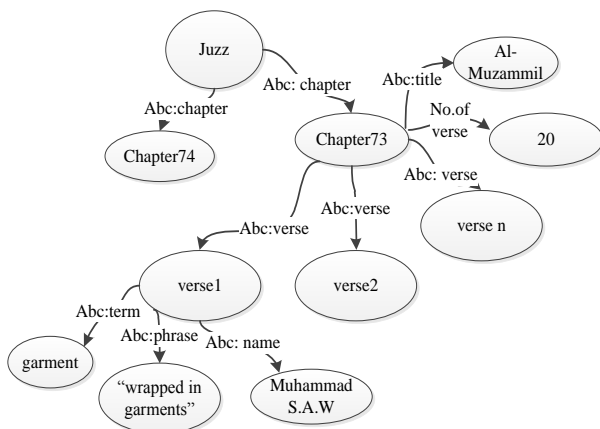 Juzz
Al-
Muzammil
Abc:title
Abc: chapter
Abc:chapter
No.of
verse
Chapter74
Chapter73
20
Abc: verse
Abc:verse
Abc:verse
verse n
verse1
verse2
Abc:term
Abc:phrase
Abc: name
garment
“wrapped in
garments”
Muhammad
S.A.W